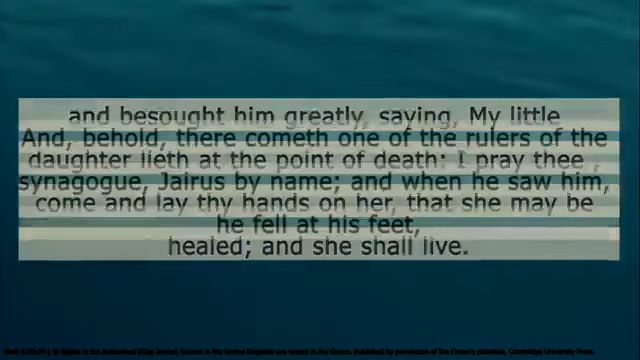 and besought him greatly, saying, My little
And, behold, there cometh one of the rulers of the
daughter lieth at the point of death: I pray thee,
synagogue, Jairus by name; and when he saw him,
come and lay thy hands on her, that she may be
he fell at his feet,
healed; and she shall live.